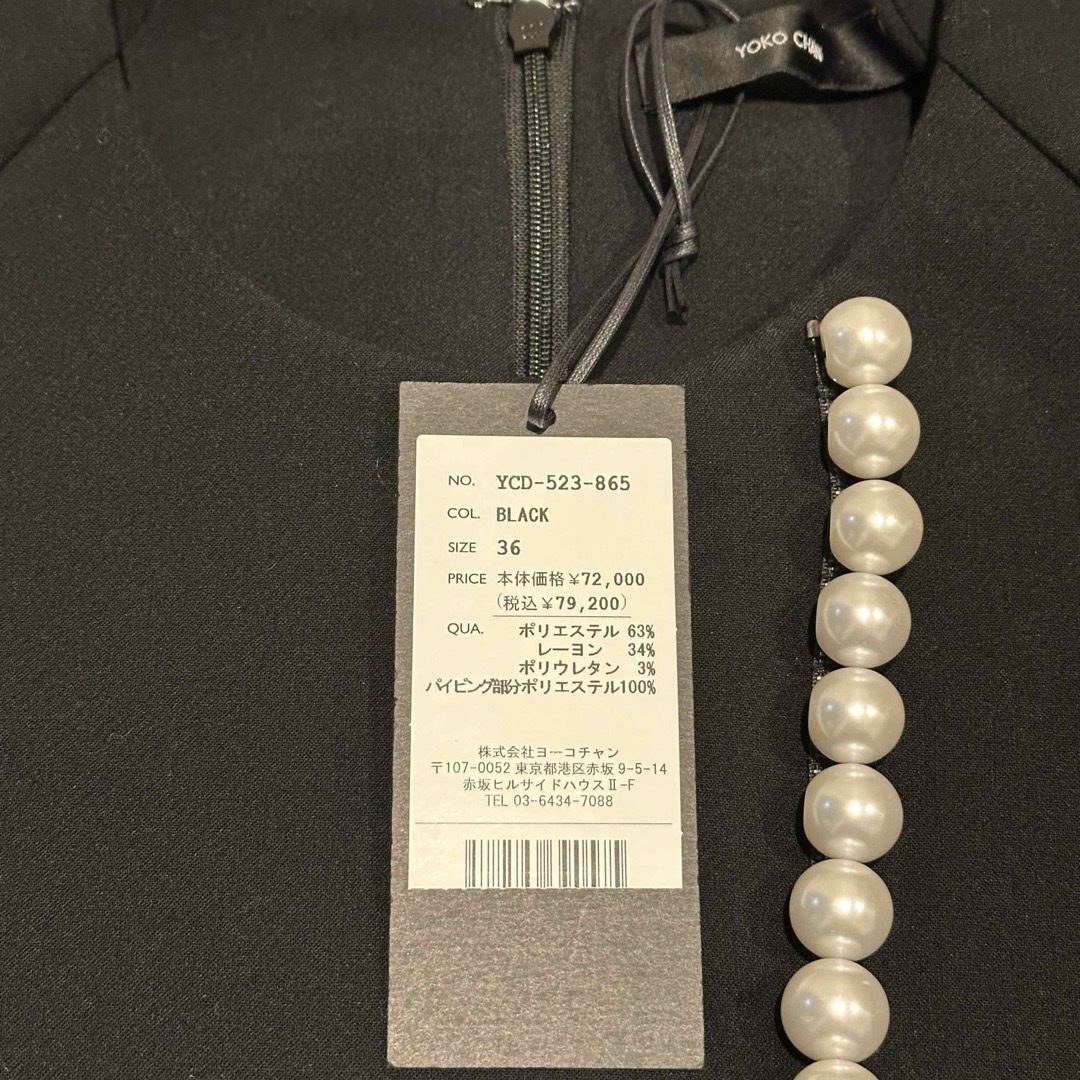 YOKO CHAN
NO. YCD-523-865
COL. BLACK
SIZE 36
PRICE 本体価格¥72,000
(税込¥79,200)
QUA. ポリエステル 63%
レーヨン 34%
ポリウレタン 3%
パイピング部分ポリエステル100%
株式会社ヨーコチャン
〒107-0052 東京都港区赤坂 9-5-14
赤坂ヒルサイドハウスⅡ-F
TEL 03-6434-7088